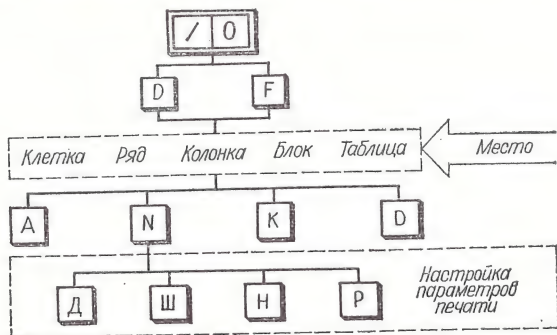 / 0
D F
Клетка Ряд Колонка Блок Таблица Место
A N K D
Д Ш Н Р Настройка
параметров
печати